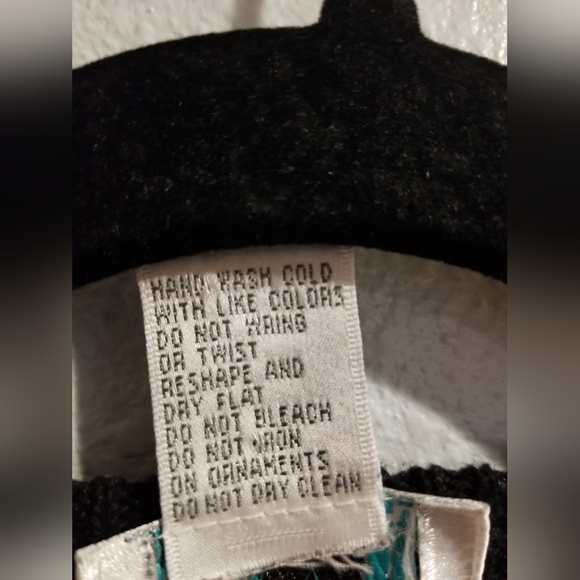 HAND WASH COLD
WITH LIKE COLORS
DO NOT WRING
OR TWIST
RESHAPE AND
DRY FLAT
DO NOT BLEACH
DO NOT IRON
ON ORNAMENTS
DO NOT DRY CLEAN